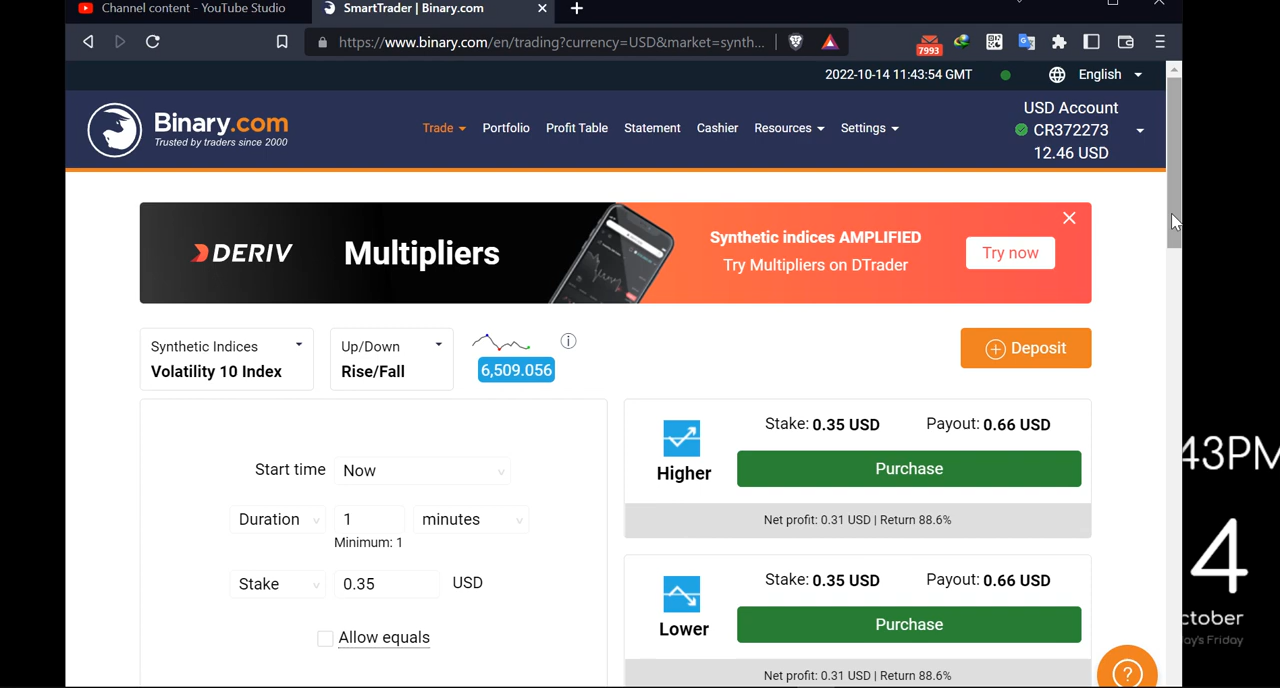 Channel content - YouTube Studio
SmartTrader | Binary.com
https://www.binary.com/en/trading?currency=USD&market=synth...
7993
2022-10-14 11:43:54 GMT
English
Binary.com
Trusted by traders since 2000
Trade
Portfolio
Profit Table
Statement
Cashier
Resources
Settings
USD Account
CR372273
12.46 USD
DERIV
Multipliers
Synthetic indices AMPLIFIED
Try Multipliers on DTrader
Try now
Synthetic Indices
Volatility 10 Index
Up/Down
Rise/Fall
6,509.056
Deposit
Start time
Now
Duration
1
minutes
Minimum: 1
Stake
0.35
USD
Allow equals
Higher
Stake: 0.35 USD
Payout: 0.66 USD
Purchase
Net profit: 0.31 USD | Return 88.6%
Lower
Stake: 0.35 USD
Payout: 0.66 USD
Purchase
Net profit: 0.31 USD | Return 88.6%
?
43PM
4
ctober
ay's Friday